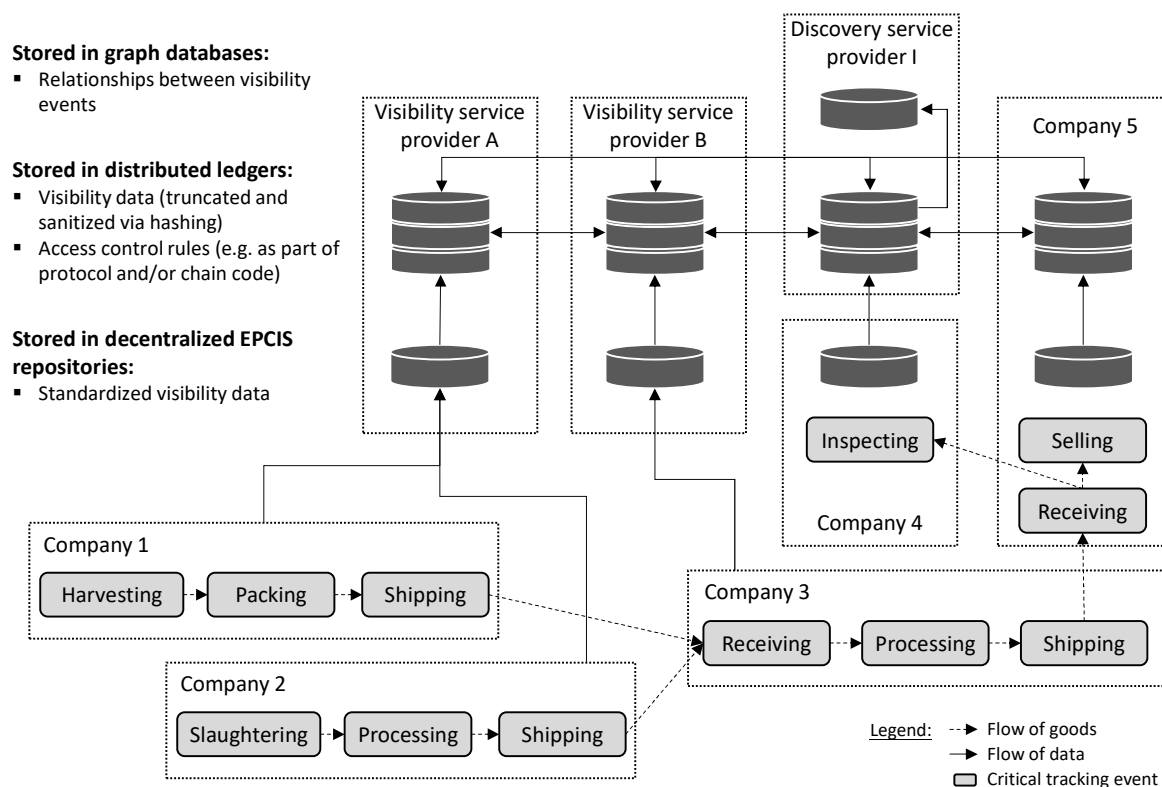 Stored in graph databases:
▪ Relationships between visibility
events
Stored in distributed ledgers:
▪ Visibility data (truncated and
sanitized via hashing)
▪ Access control rules (e.g. as part of
protocol and/or chain code)
Stored in decentralized EPCIS
repositories:
▪ Standardized visibility data
Visibility service
provider A
Visibility service
provider B
Discovery service
provider I
Company 5
Inspecting
Company 4
Selling
Receiving
Company 1
Harvesting
Packing
Shipping
Company 2
Slaughtering
Processing
Shipping
Company 3
Receiving
Processing
Shipping
Legend:
Flow of goods
Flow of data
Critical tracking event